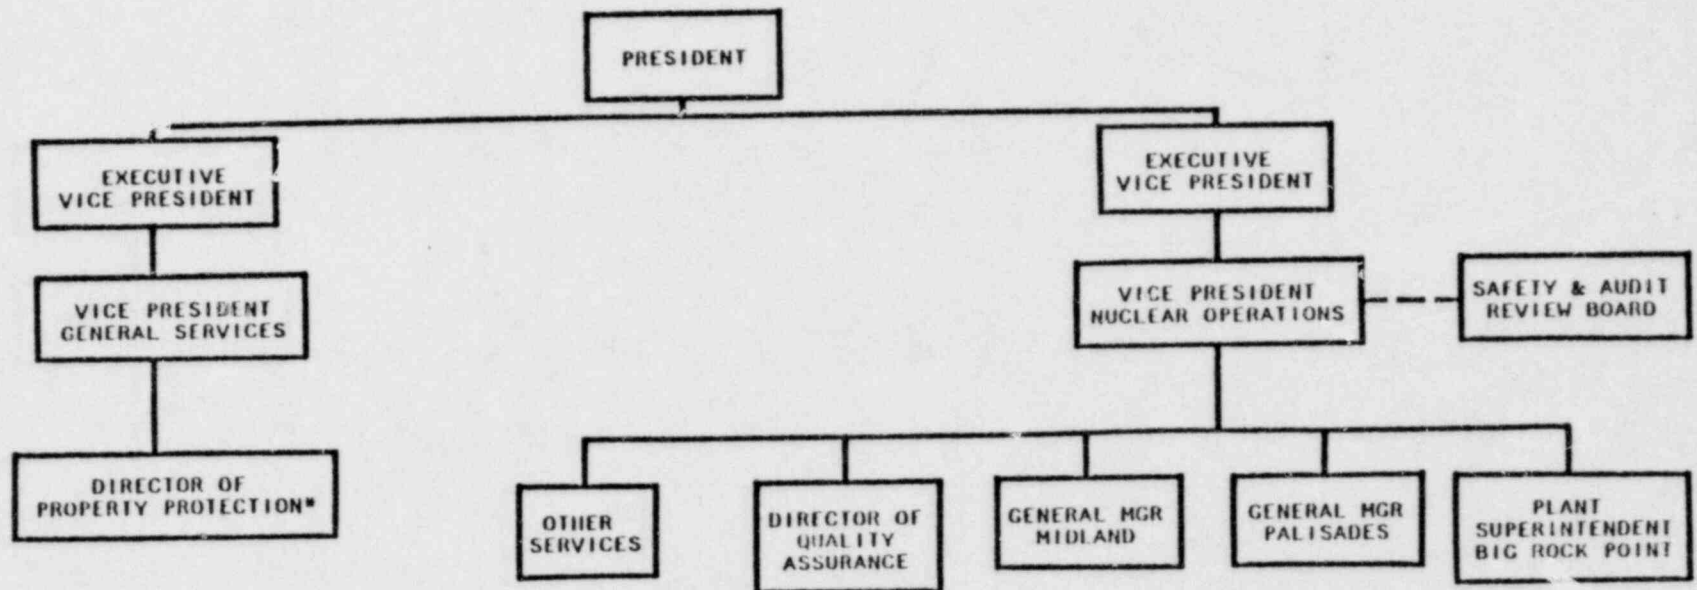 PRESIDENT
EXECUTIVE
VICE PRESIDENT
EXECUTIVE
VICE PRESIDENT
VICE PRESIDENT
GENERAL SERVICES
VICE PRESIDENT
NUCLEAR OPERATIONS
SAFETY & AUDIT
REVIEW BOARD
DIRECTOR OF
PROPERTY PROTECTION*
OTHER
SERVICES
DIRECTOR OF
QUALITY
ASSURANCE
GENERAL MGR
MIDLAND
GENERAL MGR
PALISADES
PLANT
SUPERINTENDENT
BIG ROCK POINT